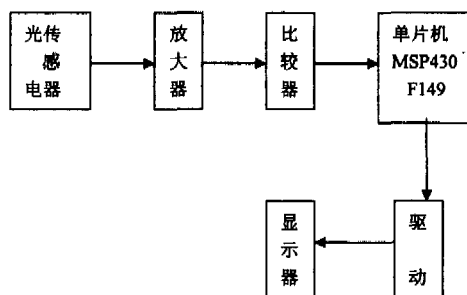 光传
感
电器
放
大
器
比
较
器
单片机
MSP430
F149
显
示
器
驱
动